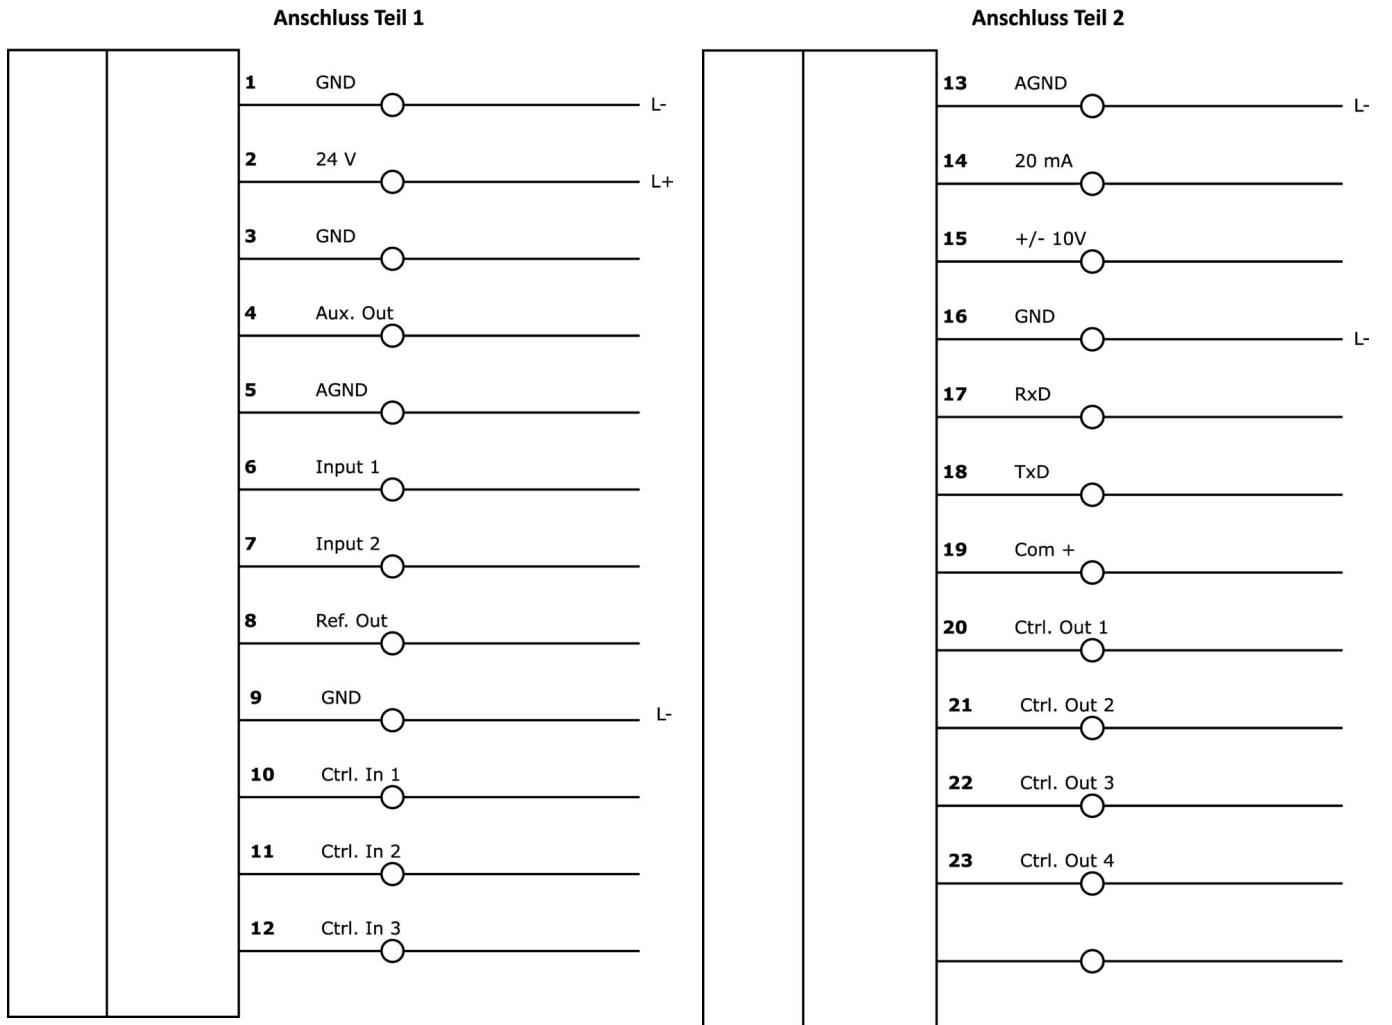 Anschluss Teil 1
1 GND
L-
2 24 V
L+
3 GND
4 Aux. Out
5 AGND
6 Input 1
7 Input 2
8 Ref. Out
9 GND
L-
10 Ctrl. In 1
11 Ctrl. In 2
12 Ctrl. In 3
Anschluss Teil 2
13 AGND
L-
14 20 mA
15 +/- 10V
16 GND
L-
17 RxD
18 TxD
19 Com +
20 Ctrl. Out 1
21 Ctrl. Out 2
22 Ctrl. Out 3
23 Ctrl. Out 4